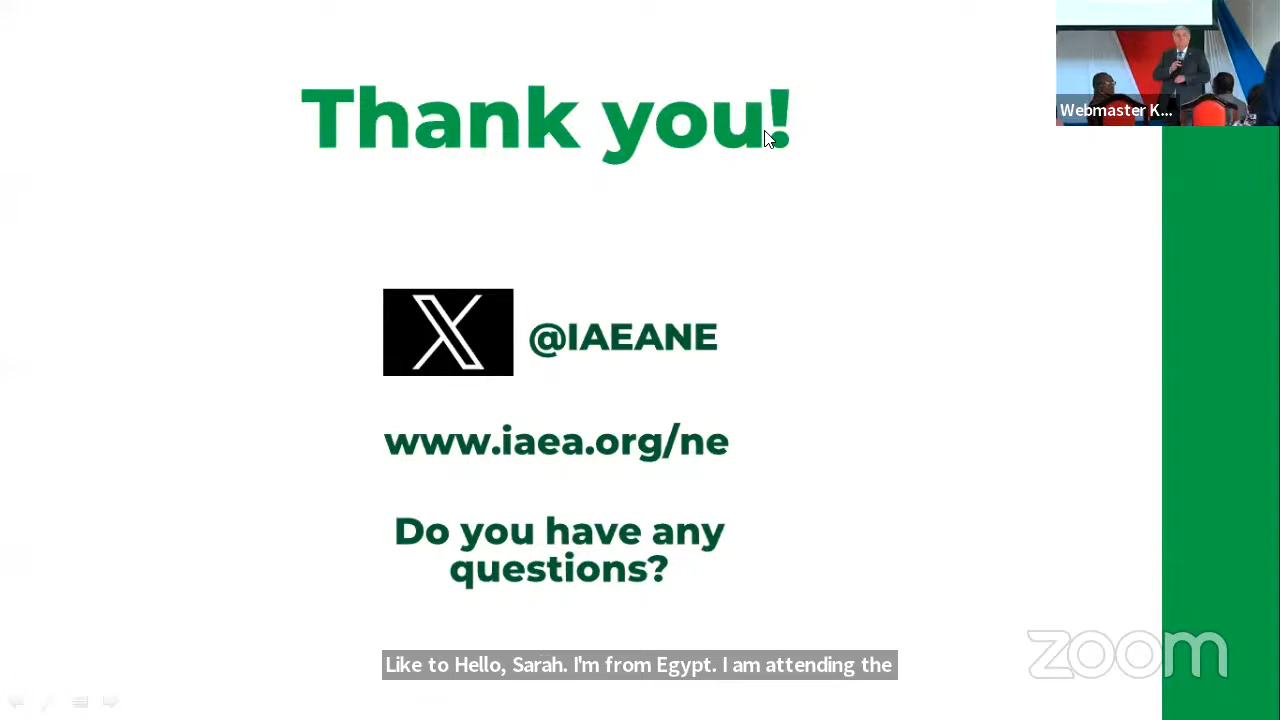 Thank you!
Webmaster K...
@IAEANE
www.iaea.org/ne
Do you have any
questions?
zoom
Like to Hello, Sarah. I'm from Egypt. I am attending the